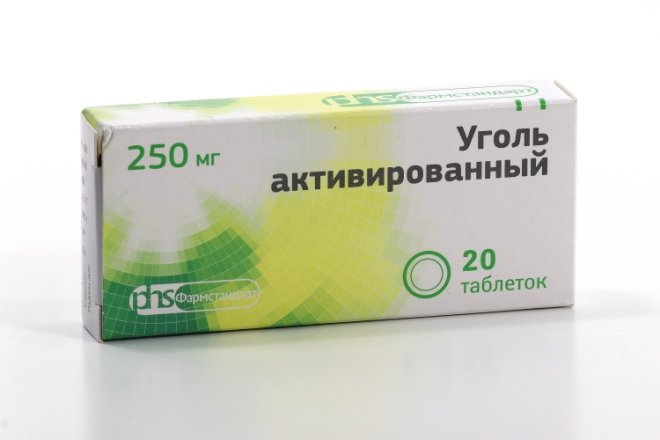 phs Фармстандарт
250 мг
Уголь
активированный
20
таблеток
phs Фармстандарт